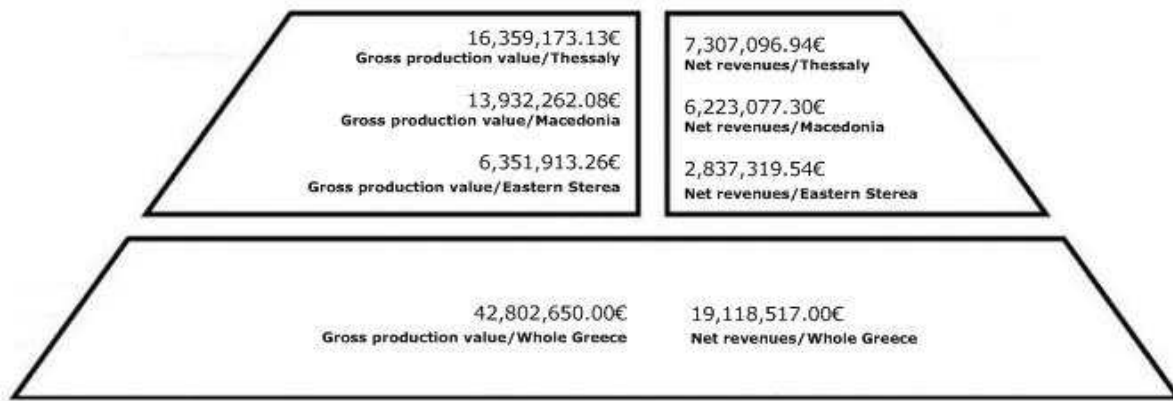 16,359,173.13€
Gross production value/Thessaly
13,932,262.08€
Gross production value/Macedonia
6,351,913.26€
Gross production value/Eastern Sterea
7,307,096.94€
Net revenues/Thessaly
6,223,077.30€
Net revenues/Macedonia
2,837,319.54€
Net revenues/Eastern Sterea
42,802,650.00€
Gross production value/Whole Greece
19,118,517.00€
Net revenues/Whole Greece